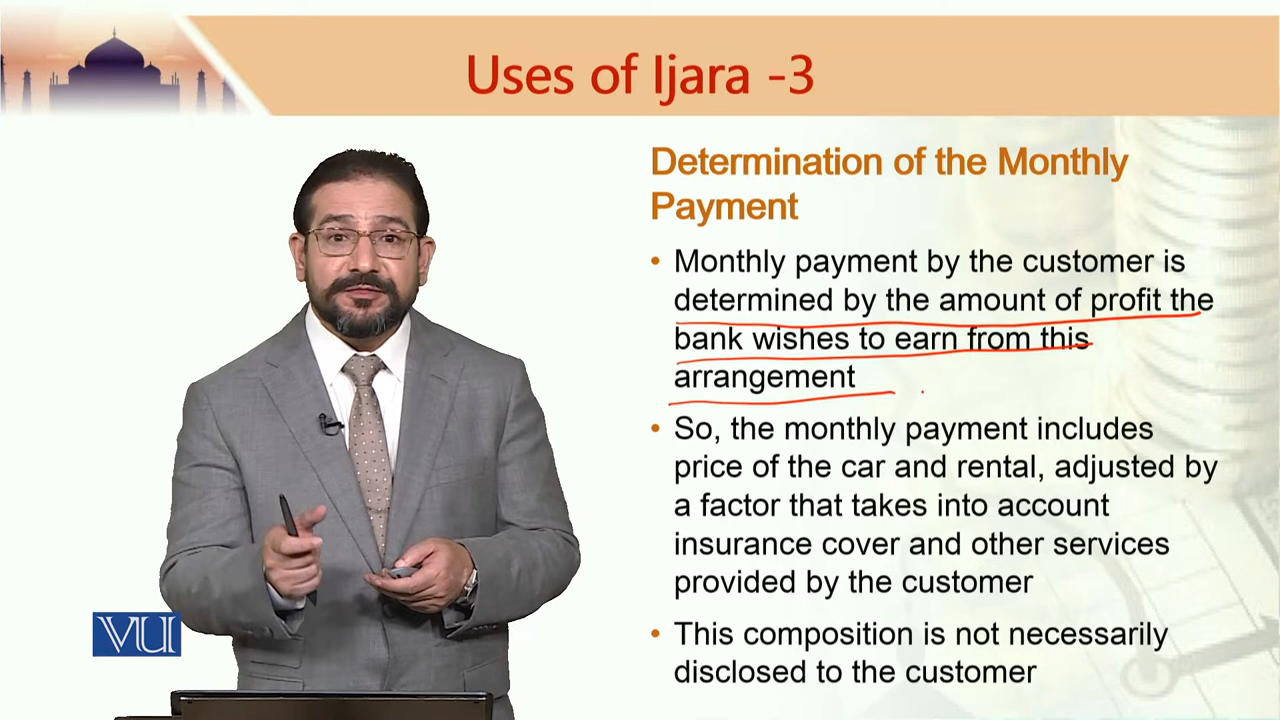 Uses of Ijara -3
Determination of the Monthly
Payment
• Monthly payment by the customer is
determined by the amount of profit the
bank wishes to earn from this
arrangement
• So, the monthly payment includes
price of the car and rental, adjusted by
a factor that takes into account
insurance cover and other services
provided by the customer
• This composition is not necessarily
disclosed to the customer
VU